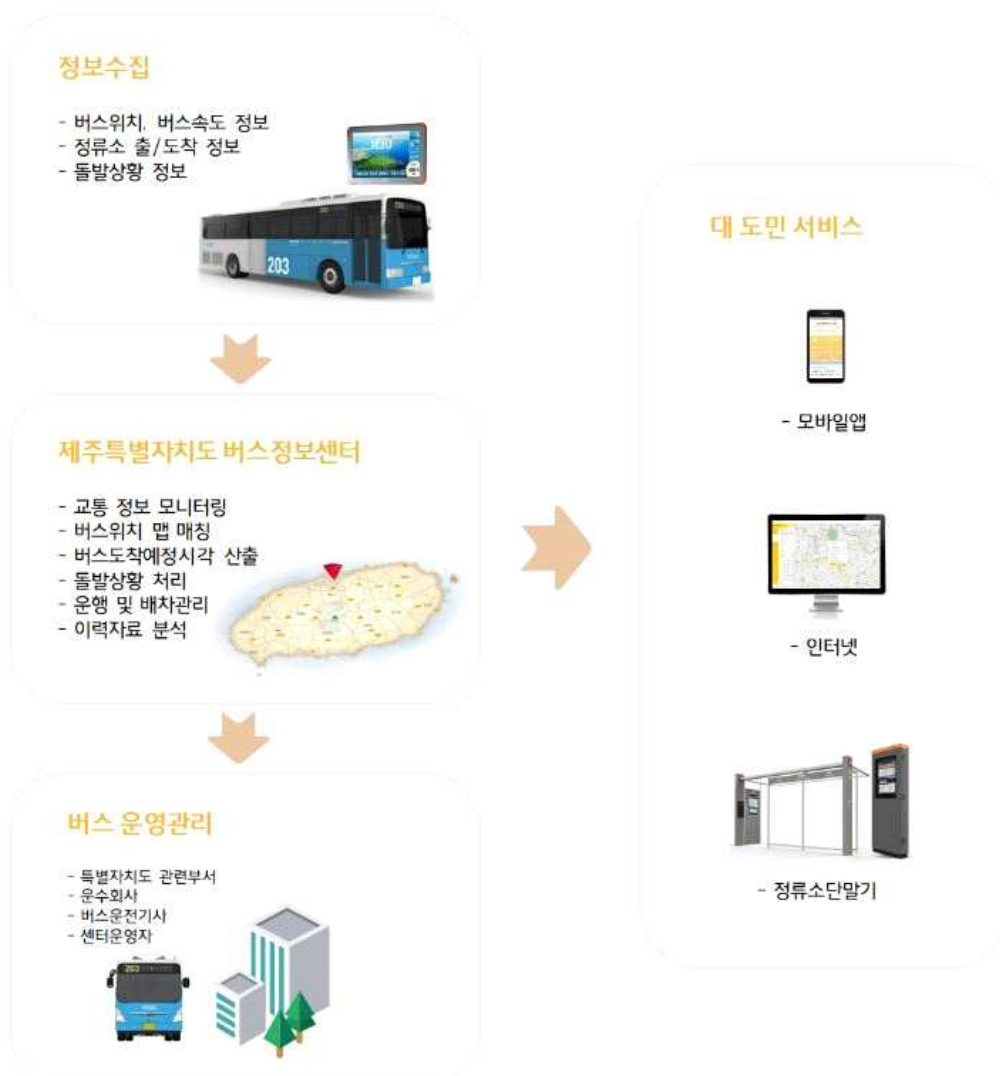 정보수집
- 버스위치, 버스속도 정보
- 정류소 출/도착 정보
- 돌발상황 정보
203
제주특별자치도 버스정보센터
- 교통 정보 모니터링
- 버스위치 맵 매칭
- 버스도착예정시각 산출
- 돌발상황 처리
- 운행 및 배차관리
- 이력자료 분석
버스 운영관리
- 특별자치도 관련부서
- 운수회사
- 버스운전기사
- 센터운영자
203
대 도민 서비스
- 모바일앱
- 인터넷
- 정류소단말기